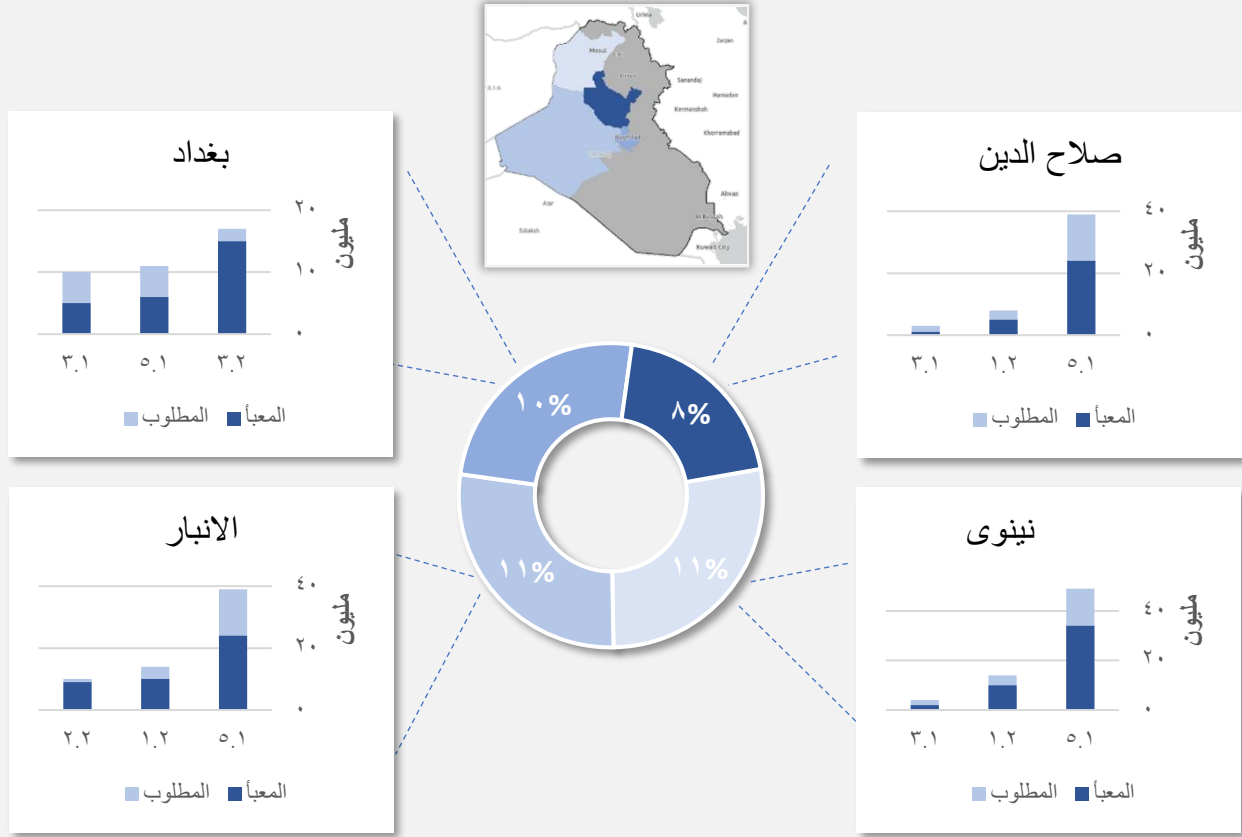 Urmia
Zanjan
Mosul
Kirkuk
Sanandaj
Hamedan
Kermanshah
Khorramabad
Baghdad
Ahvaz
Arar
Al Basrah
Sakakah
Kuwait City
بغداد
٢٠
١٠
٠
مليون
٣.٢
٥.١
٣.١
المعبأ
المطلوب
صلاح الدين
٤٠
٢٠
٠
مليون
٥.١
١.٢
٣.١
المعبأ
المطلوب
١٠%
٨%
١١%
١١%
الانبار
٤٠
٢٠
٠
مليون
٥.١
١.٢
٢.٢
المعبأ
المطلوب
نينوى
٤٠
٢٠
٠
مليون
٥.١
١.٢
٣.١
المعبأ
المطلوب